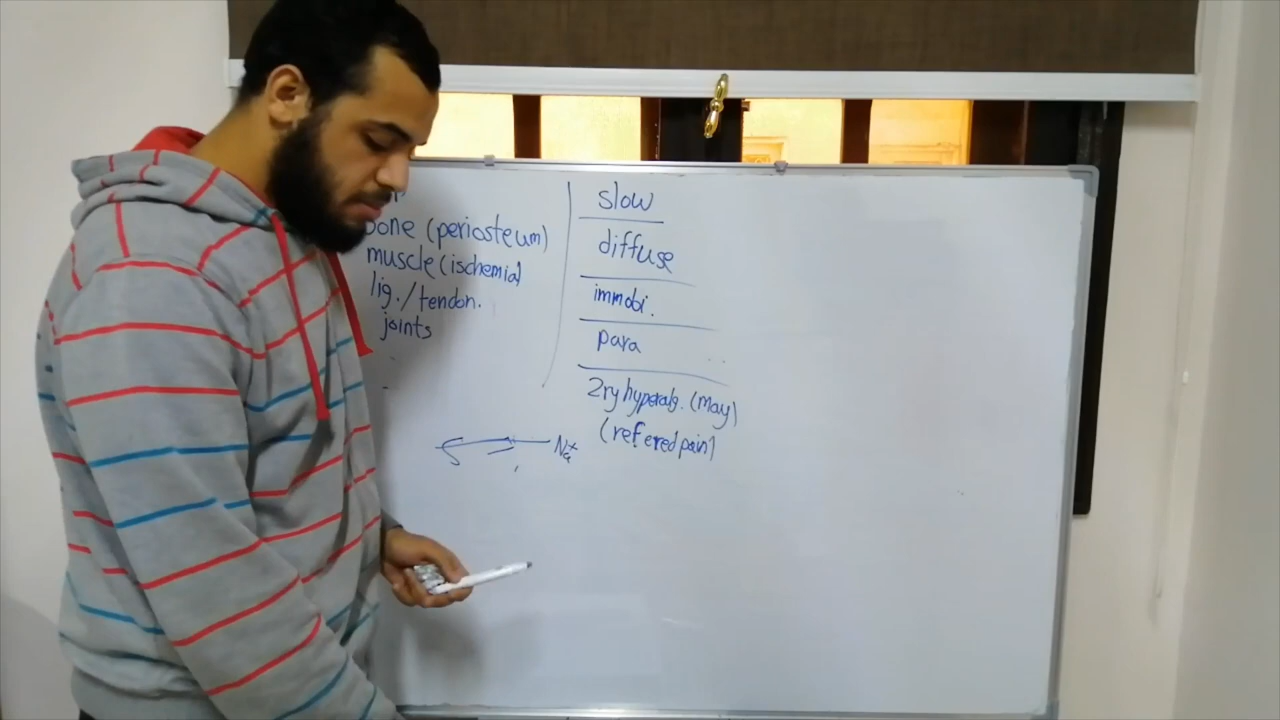 bone (periosteum)
muscle (ischemia)
lig. / tendon.
joints
slow
diffuse
immobi.
para
2ry hyperalg. (may)
(refered pain)
Na+